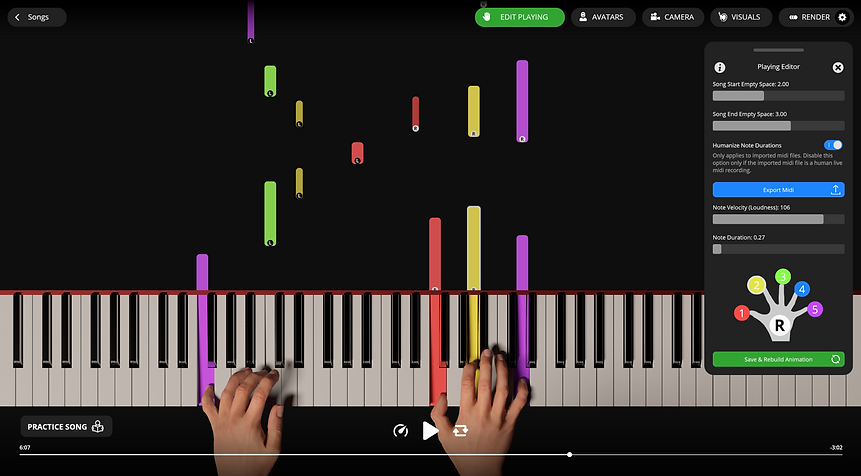 Songs
EDIT PLAYING
AVATARS
CAMERA
VISUALS
RENDER
Playing Editor
Song Start Empty Space: 2.00
Song End Empty Space: 3.00
Humanize Note Durations
Only applies to imported midi files. Disable this
option only if the imported midi file is a human live
midi recording.
Export Midi
Note Velocity (Loudness): 106
Note Duration: 0.27
1
2
3
4
5
R
Save & Rebuild Animation
PRACTICE SONG
6:07
-3:02